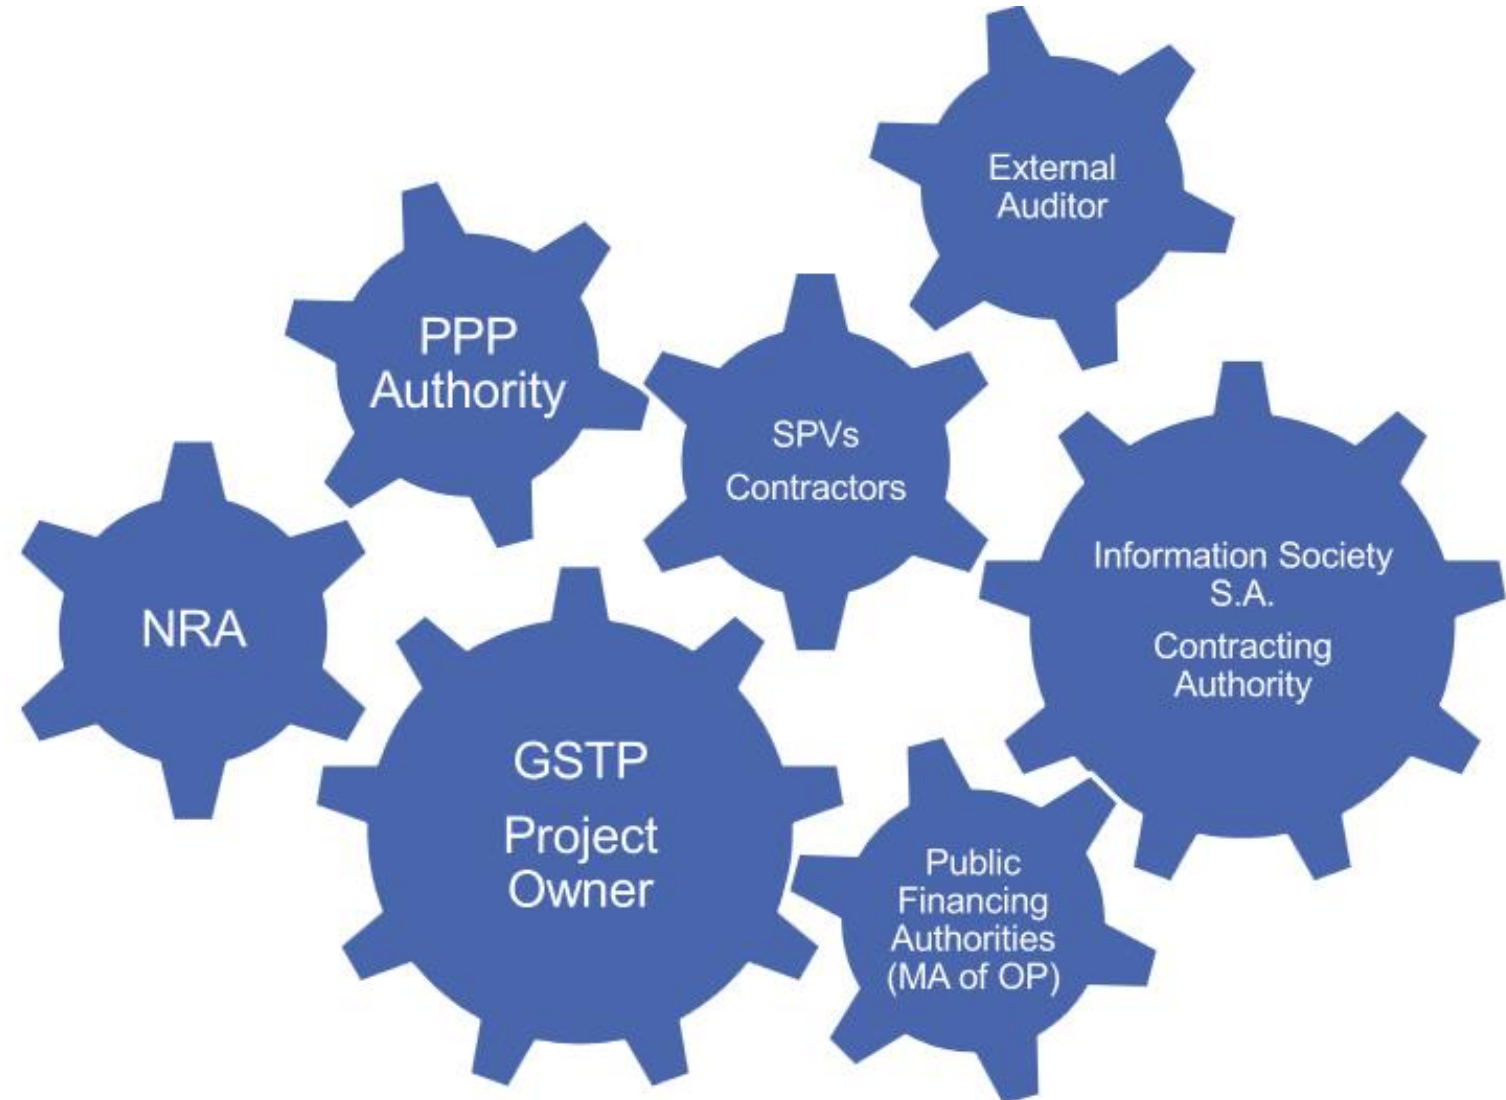 External
Auditor
PPP
Authority
SPVs
Contractors
Information Society
S.A.
Contracting
Authority
NRA
GSTP
Project
Owner
Public
Financing
Authorities
(MA of OP)